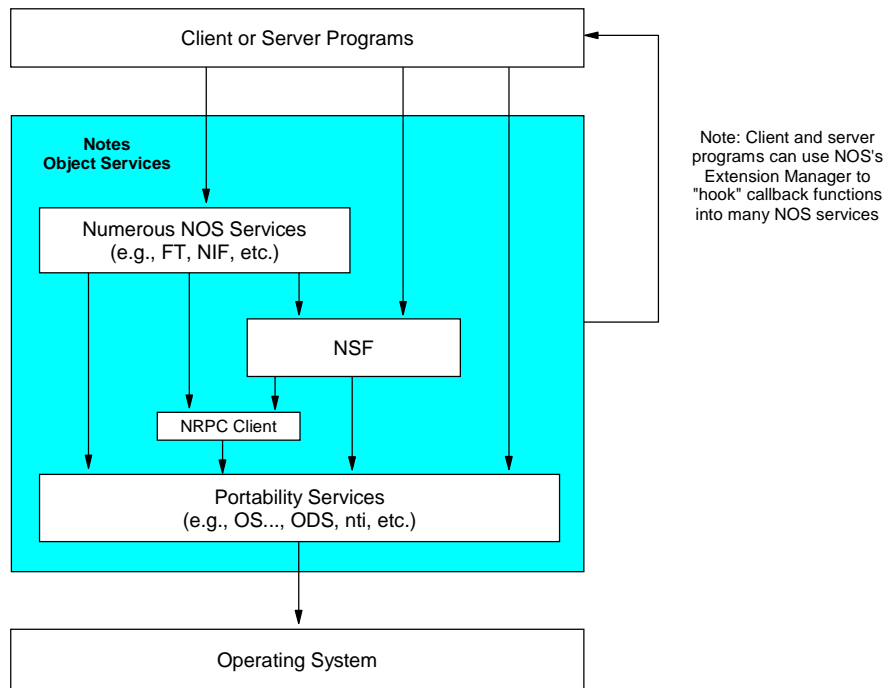 Client or Server Programs
Notes
Object Services
Note: Client and server
programs can use NOS's
Extension Manager to
"hook" callback functions
into many NOS services
Numerous NOS Services
(e.g., FT, NIF, etc.)
NSF
NRPC Client
Portability Services
(e.g., OS..., ODS, nti, etc.)
Operating System